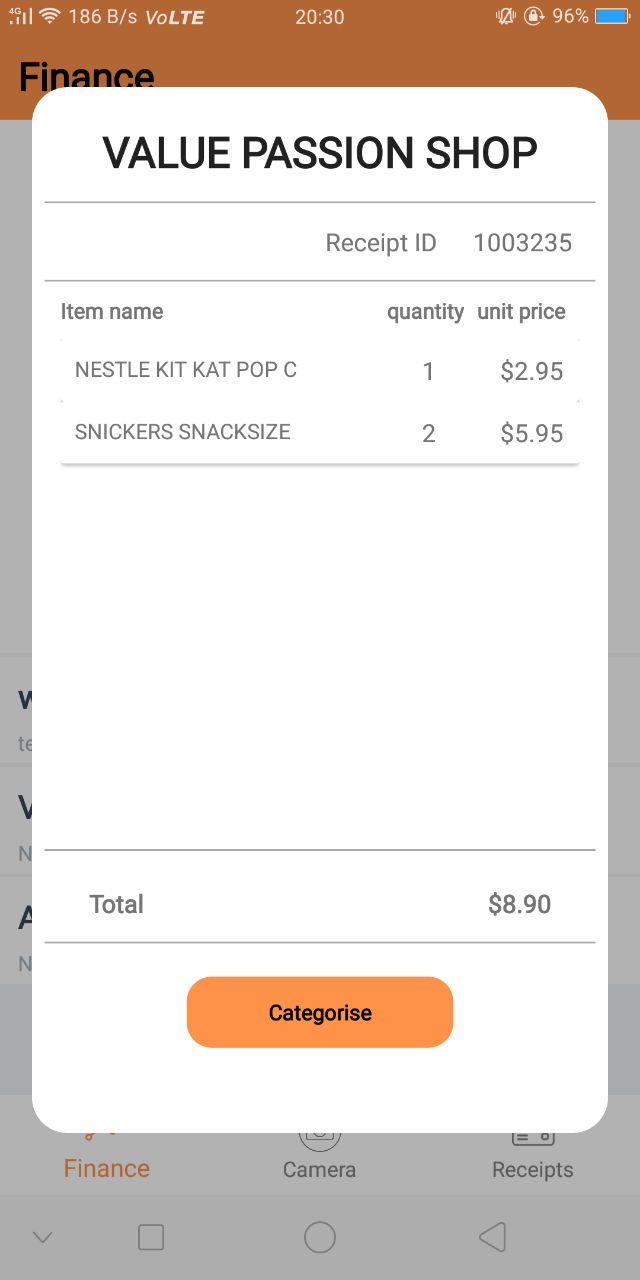 4G 186 B/s VoLTE 20:30 96%
Finance
VALUE PASSION SHOP
Receipt ID 1003235
Item name quantity unit price
NESTLE KIT KAT POP C 1 $2.95
SNICKERS SNACKSIZE 2 $5.95
Total $8.90
Categorise
Finance Camera Receipts